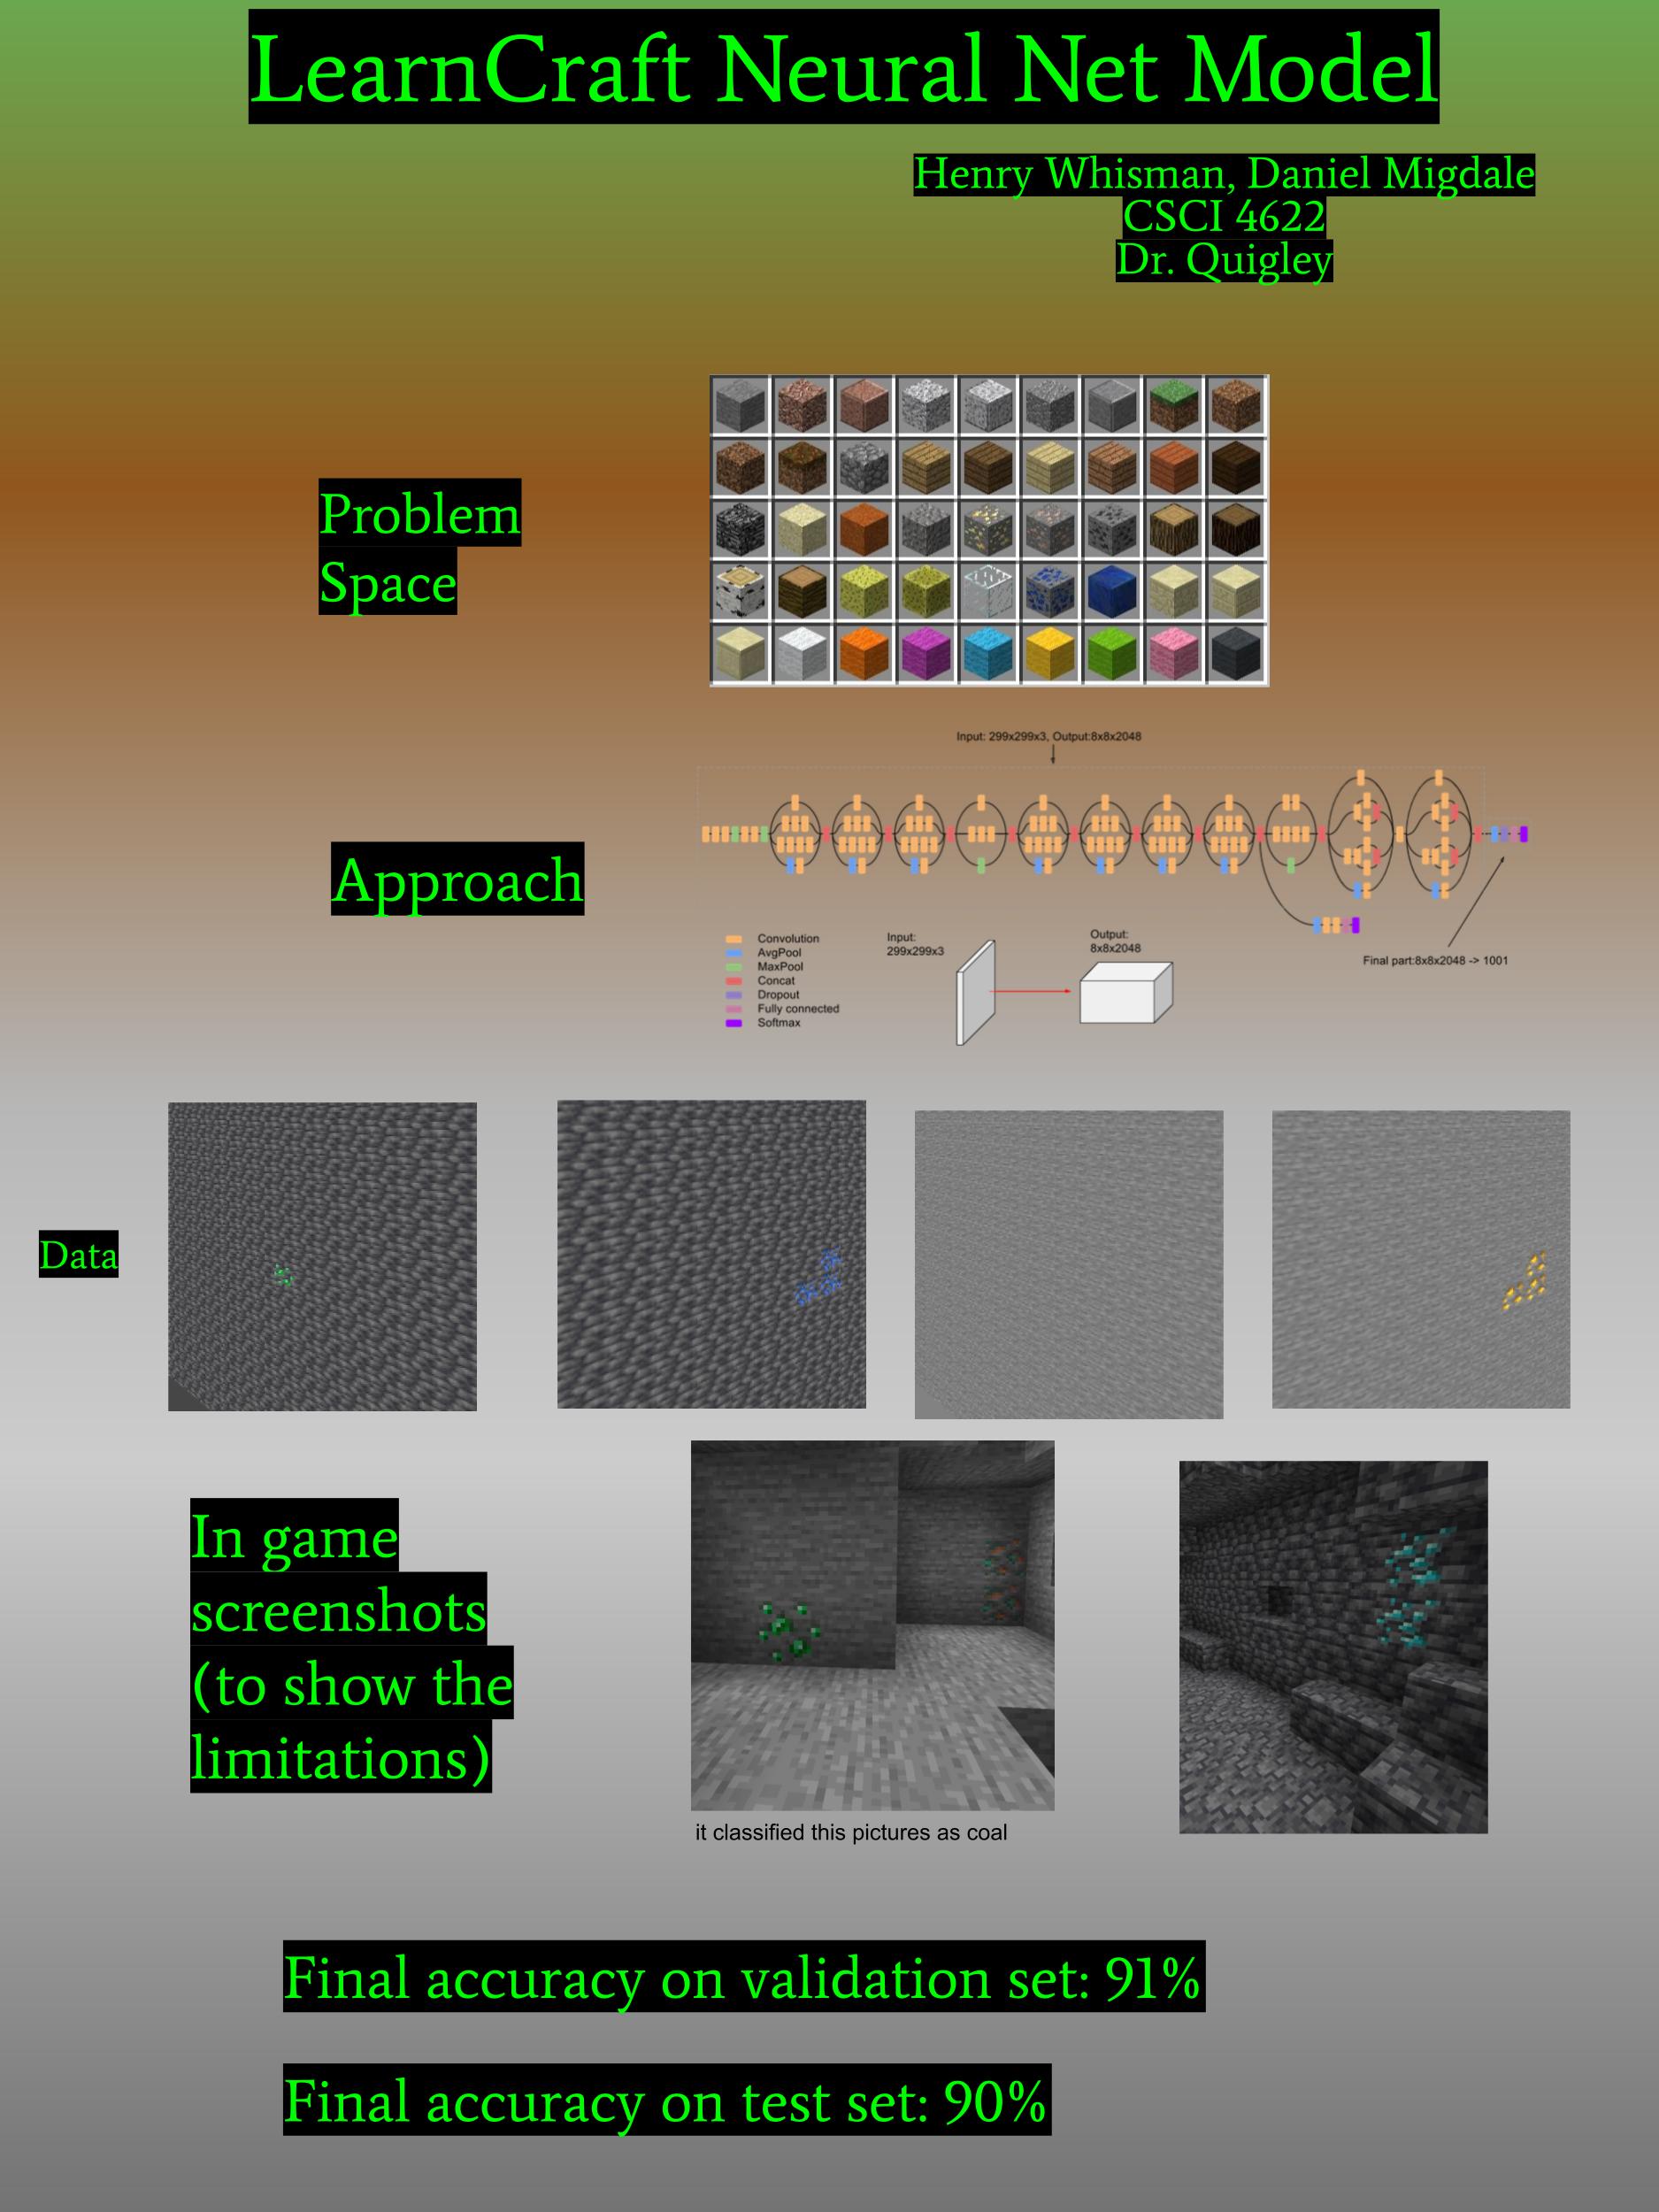 LearnCraft Neural Net Model
Henry Whisman, Daniel Migdale
CSCI 4622
Dr. Quigley
Problem
Space
Input: 299x299x3, Output:8x8x2048
Approach
Convolution
AvgPool
MaxPool
Concat
Dropout
Fully connected
Softmax
Input:
299x299x3
Output:
8x8x2048
Final part:8x8x2048 -> 1001
Data
In game
screenshots
(to show the
limitations)
it classified this pictures as coal
Final accuracy on validation set: 91%
Final accuracy on test set: 90%